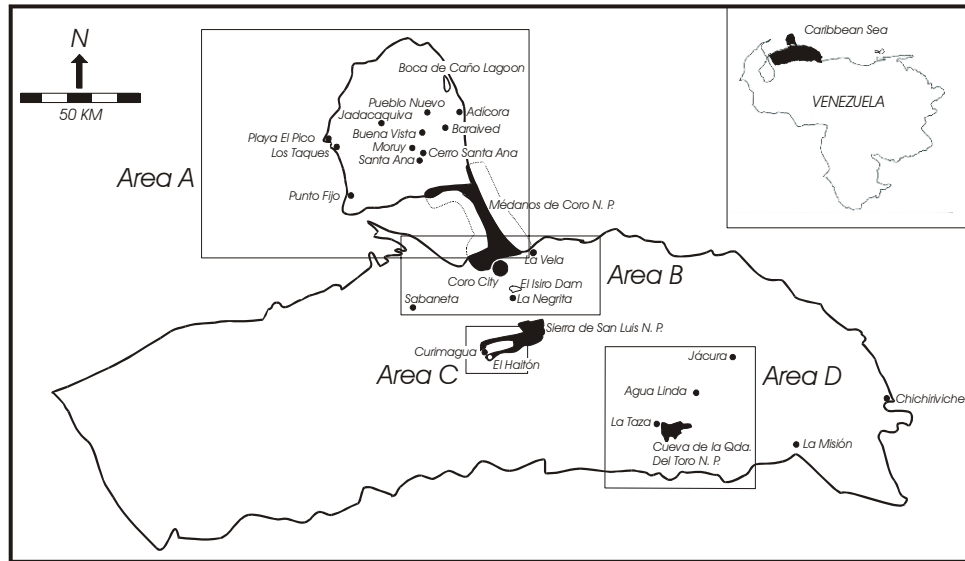 N
50 KM
Caribbean Sea
VENEZUELA
Boca de Caño Lagoon
Pueblo Nuevo
Adícora
Jadacaquiva
Baraived
Buena Vista
Playa El Pico
Moruy
Los Taques
Cerro Santa Ana
Santa Ana
Area A
Punto Fijo
Médanos de Coro N. P.
La Vela
Coro City
Area B
El Isiro Dam
Sabaneta
La Negrita
Sierra de San Luis N. P.
Curimagua
El Haitón
Area C
Jácura
Area D
Agua Linda
Chichiriviche
La Taza
La Misión
Cueva de la Qda.
Del Toro N. P.